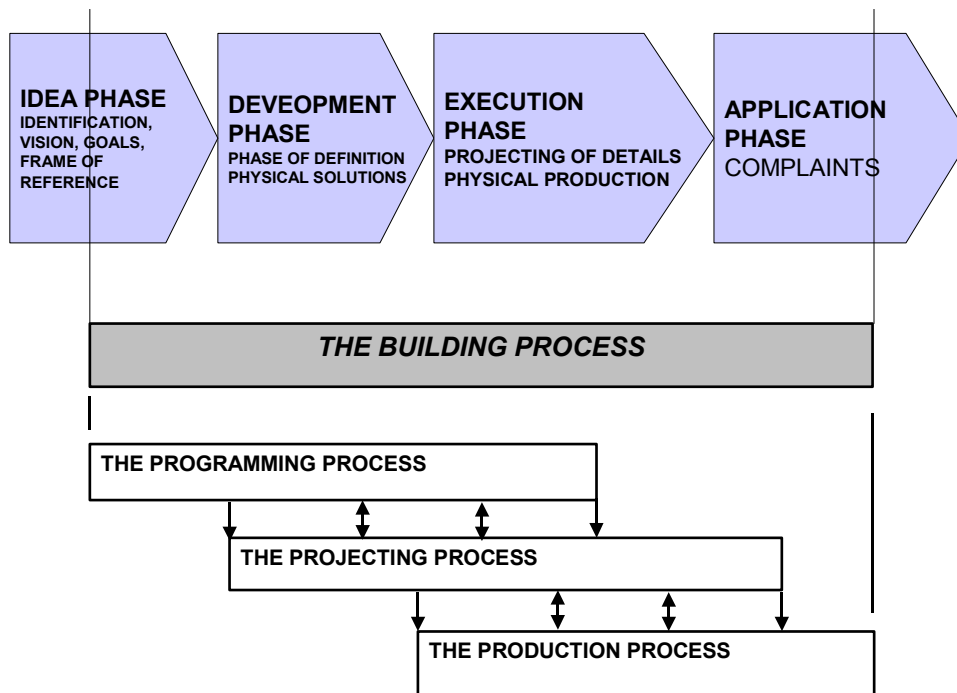 IDEA PHASE
IDENTIFICATION,
VISION, GOALS,
FRAME OF
REFERENCE
DEVEOPMENT
PHASE
PHASE OF DEFINITION
PHYSICAL SOLUTIONS
EXECUTION
PHASE
PROJECTING OF DETAILS
PHYSICAL PRODUCTION
APPLICATION
PHASE
COMPLAINTS
THE BUILDING PROCESS
THE PROGRAMMING PROCESS
THE PROJECTING PROCESS
THE PRODUCTION PROCESS